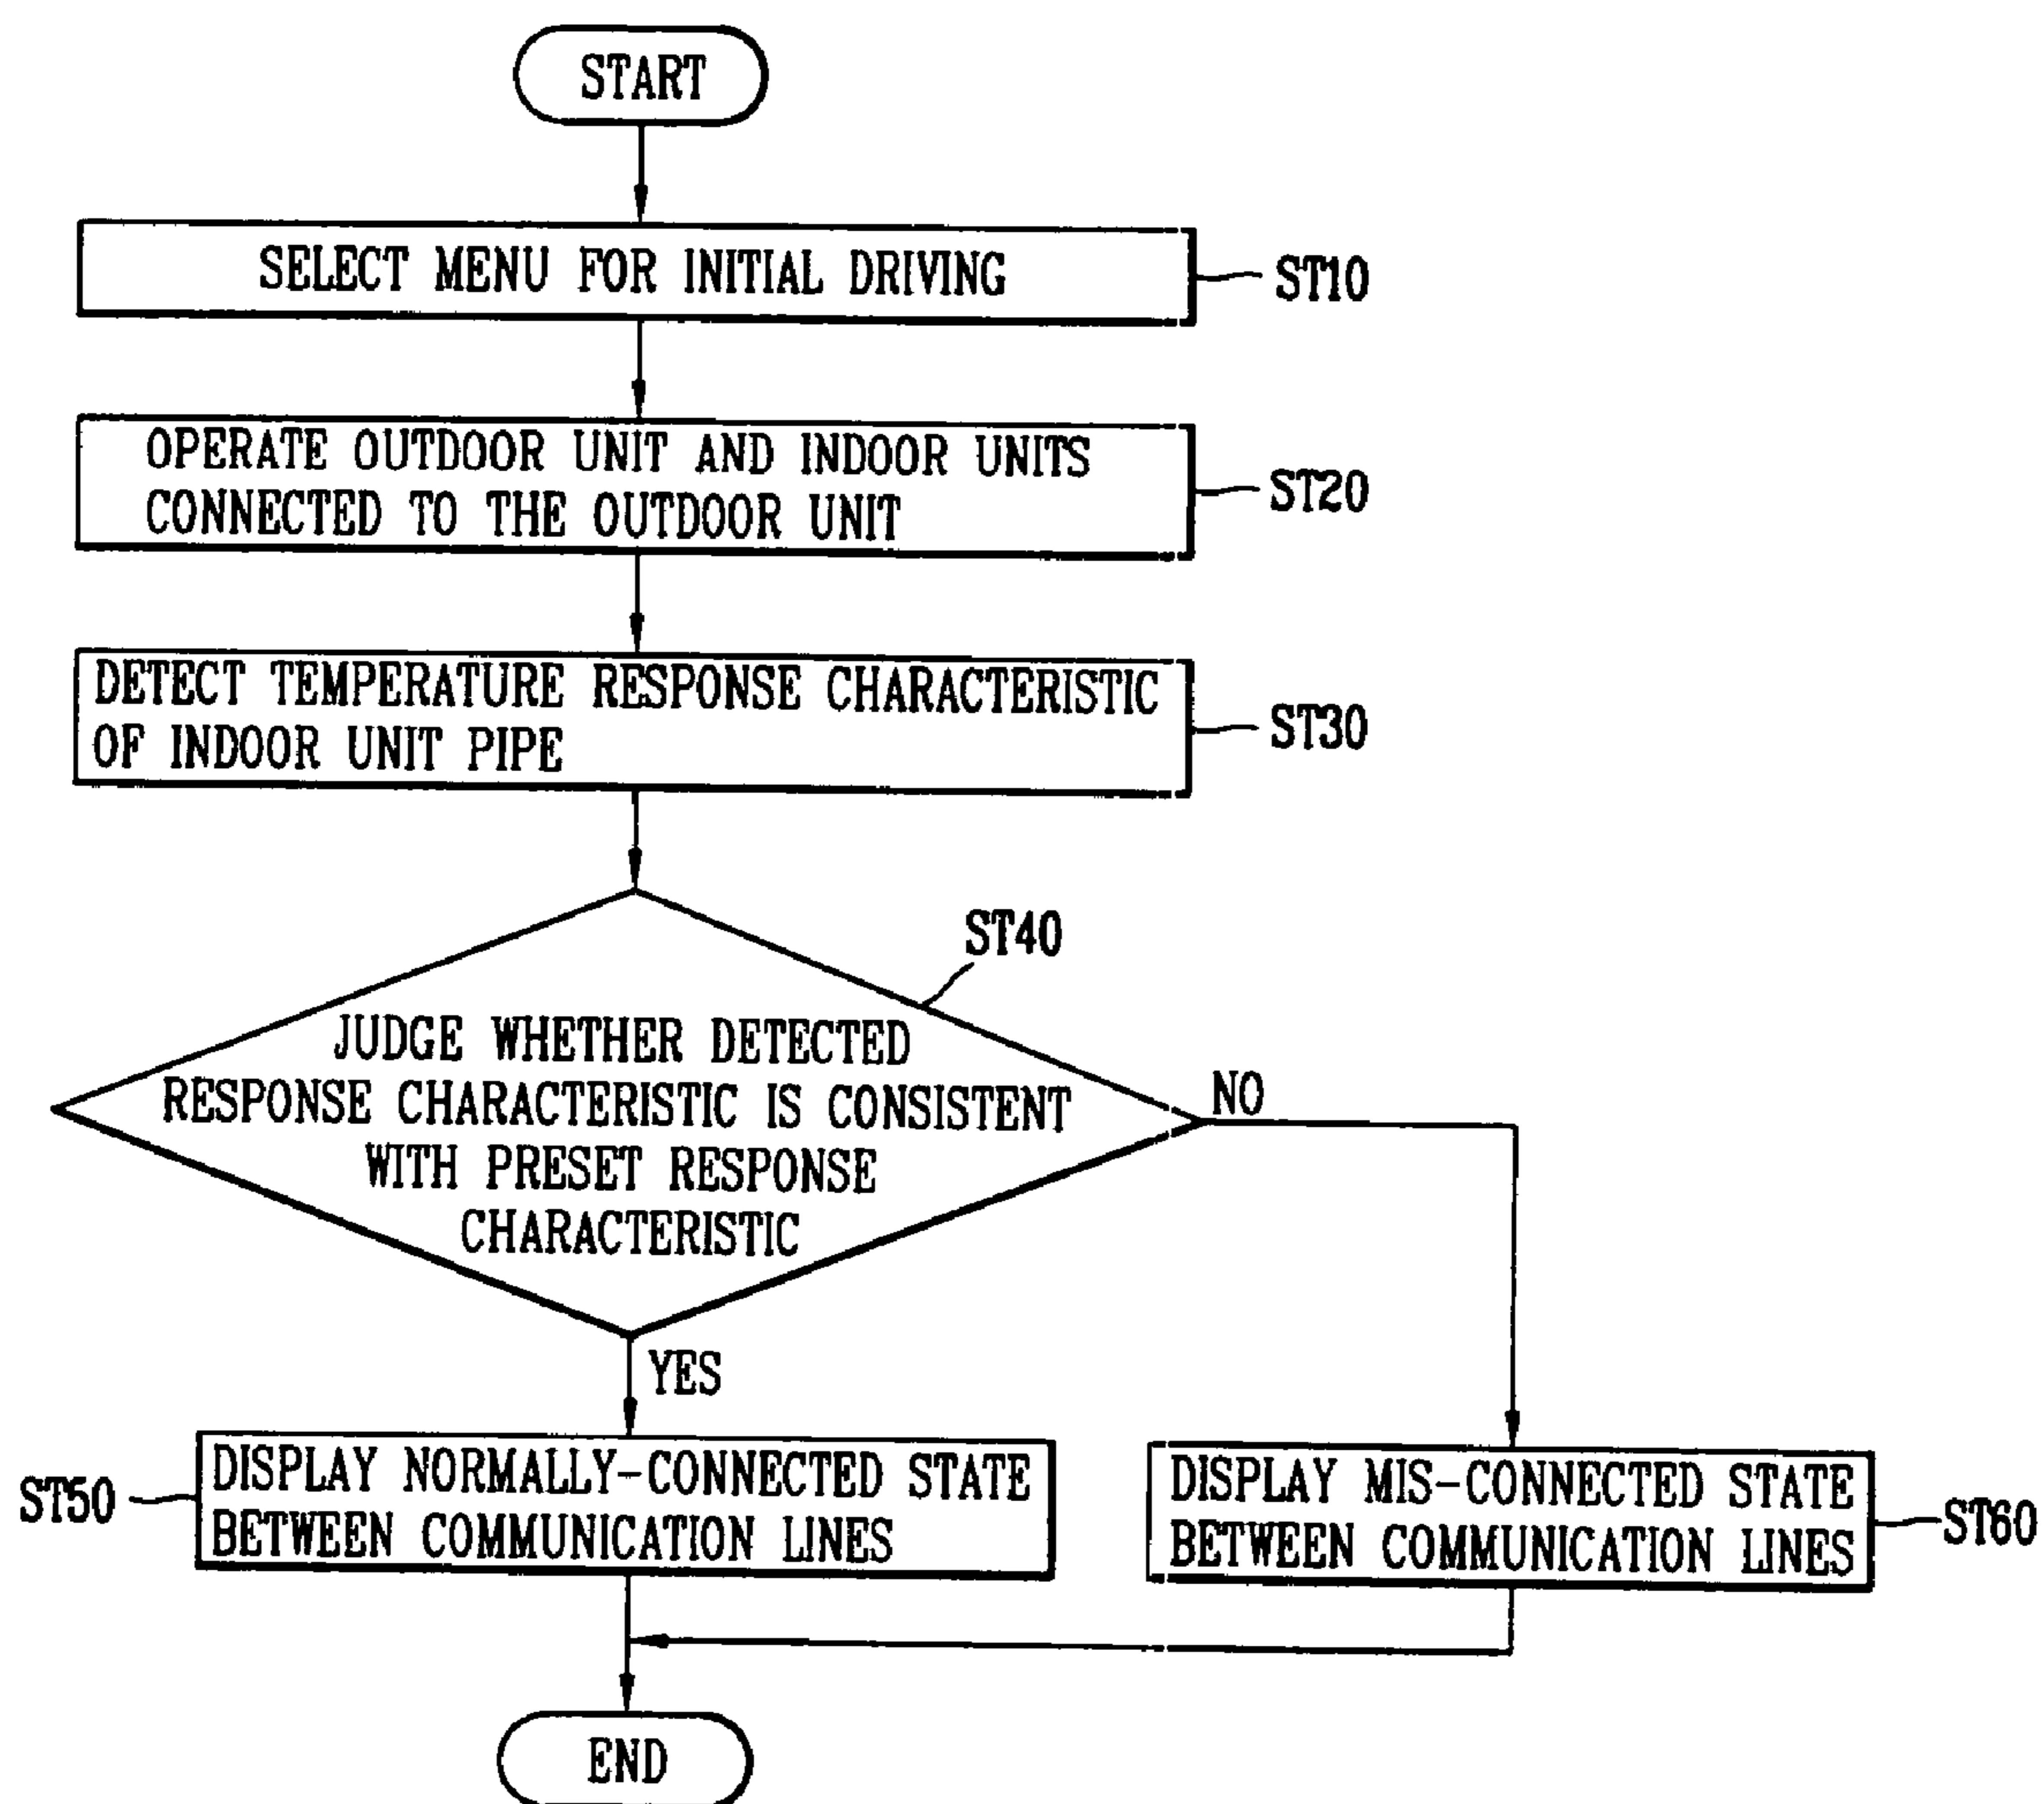 START
SELECT MENU FOR INITIAL DRIVING
ST10
OPERATE OUTDOOR UNIT AND INDOOR UNITS
CONNECTED TO THE OUTDOOR UNIT
ST20
DETECT TEMPERATURE RESPONSE CHARACTERISTIC
OF INDOOR UNIT PIPE
ST30
ST40
JUDGE WHETHER DETECTED
RESPONSE CHARACTERISTIC IS CONSISTENT
WITH PRESET RESPONSE
CHARACTERISTIC
NO
YES
ST50
DISPLAY NORMALLY-CONNECTED STATE
BETWEEN COMMUNICATION LINES
DISPLAY MIS-CONNECTED STATE
BETWEEN COMMUNICATION LINES
ST60
END